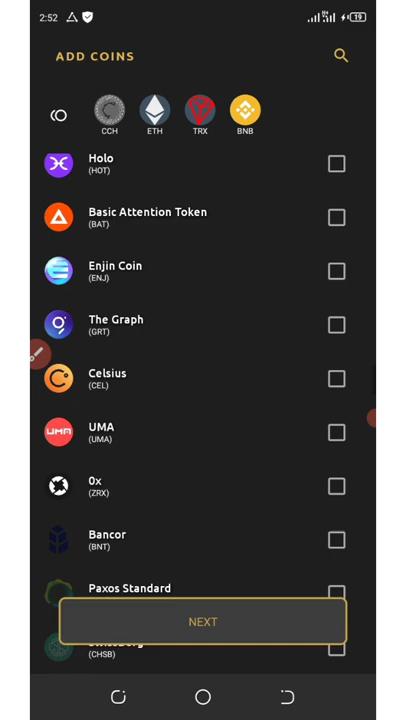 2:52
19
ADD COINS
CCH ETH TRX BNB
Holo
(HOT)
Basic Attention Token
(BAT)
Enjin Coin
(ENJ)
The Graph
(GRT)
Celsius
(CEL)
UMA
UMA
(UMA)
0x
(ZRX)
Bancor
(BNT)
Paxos Standard
NEXT
(CHSB)